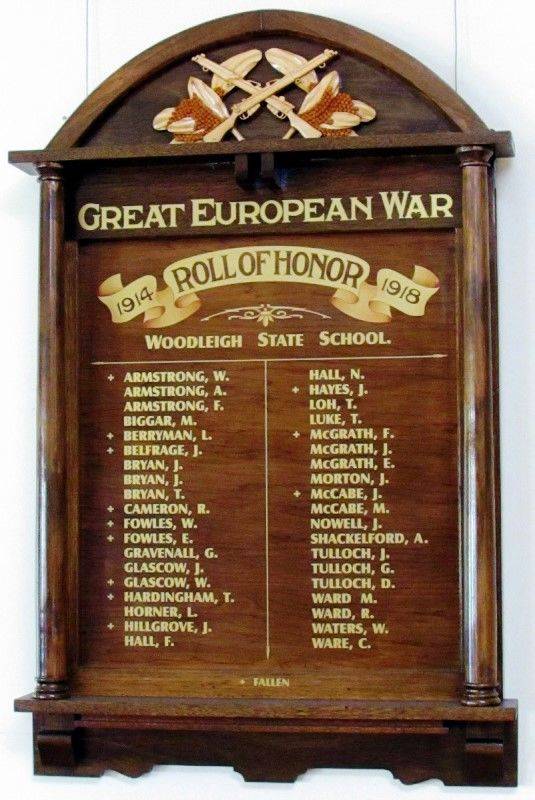 GREAT EUROPEAN WAR
1914 ROLL OF HONOR 1918
WOODLEIGH STATE SCHOOL.
+ ARMSTRONG, W.
ARMSTRONG, A.
ARMSTRONG, F.
BIGGAR, M.
+ BERRYMAN, L.
+ BELFRAGE, J.
BRYAN, J.
BRYAN, J.
BRYAN, T.
+ CAMERON, R.
+ FOWLES, W.
+ FOWLES, E.
GRAVENALL, G.
GLASCOW, J.
+ GLASCOW, W.
+ HARDINGHAM, T.
HORNER, L.
+ HILLGROVE, J.
HALL, F.
HALL, N.
+ HAYES, J.
LOH, T.
LUKE, T.
+ McGRATH, F.
McGRATH, J.
McGRATH, E.
MORTON, J.
+ McCABE, J.
McCABE, M.
NOWELL, J.
SHACKELFORD, A.
TULLOCH, J.
TULLOCH, G.
TULLOCH, D.
WARD M.
WARD, R.
WATERS, W.
WARE, C.
+ FALLEN